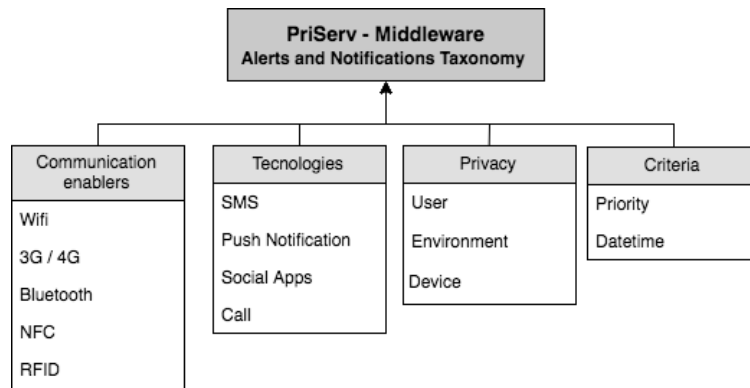 PriServ - Middleware
Alerts and Notifications Taxonomy
Communication
enablers
Wifi
3G / 4G
Bluetooth
NFC
RFID
Tecnologies
SMS
Push Notification
Social Apps
Call
Privacy
User
Environment
Device
Criteria
Priority
Datetime